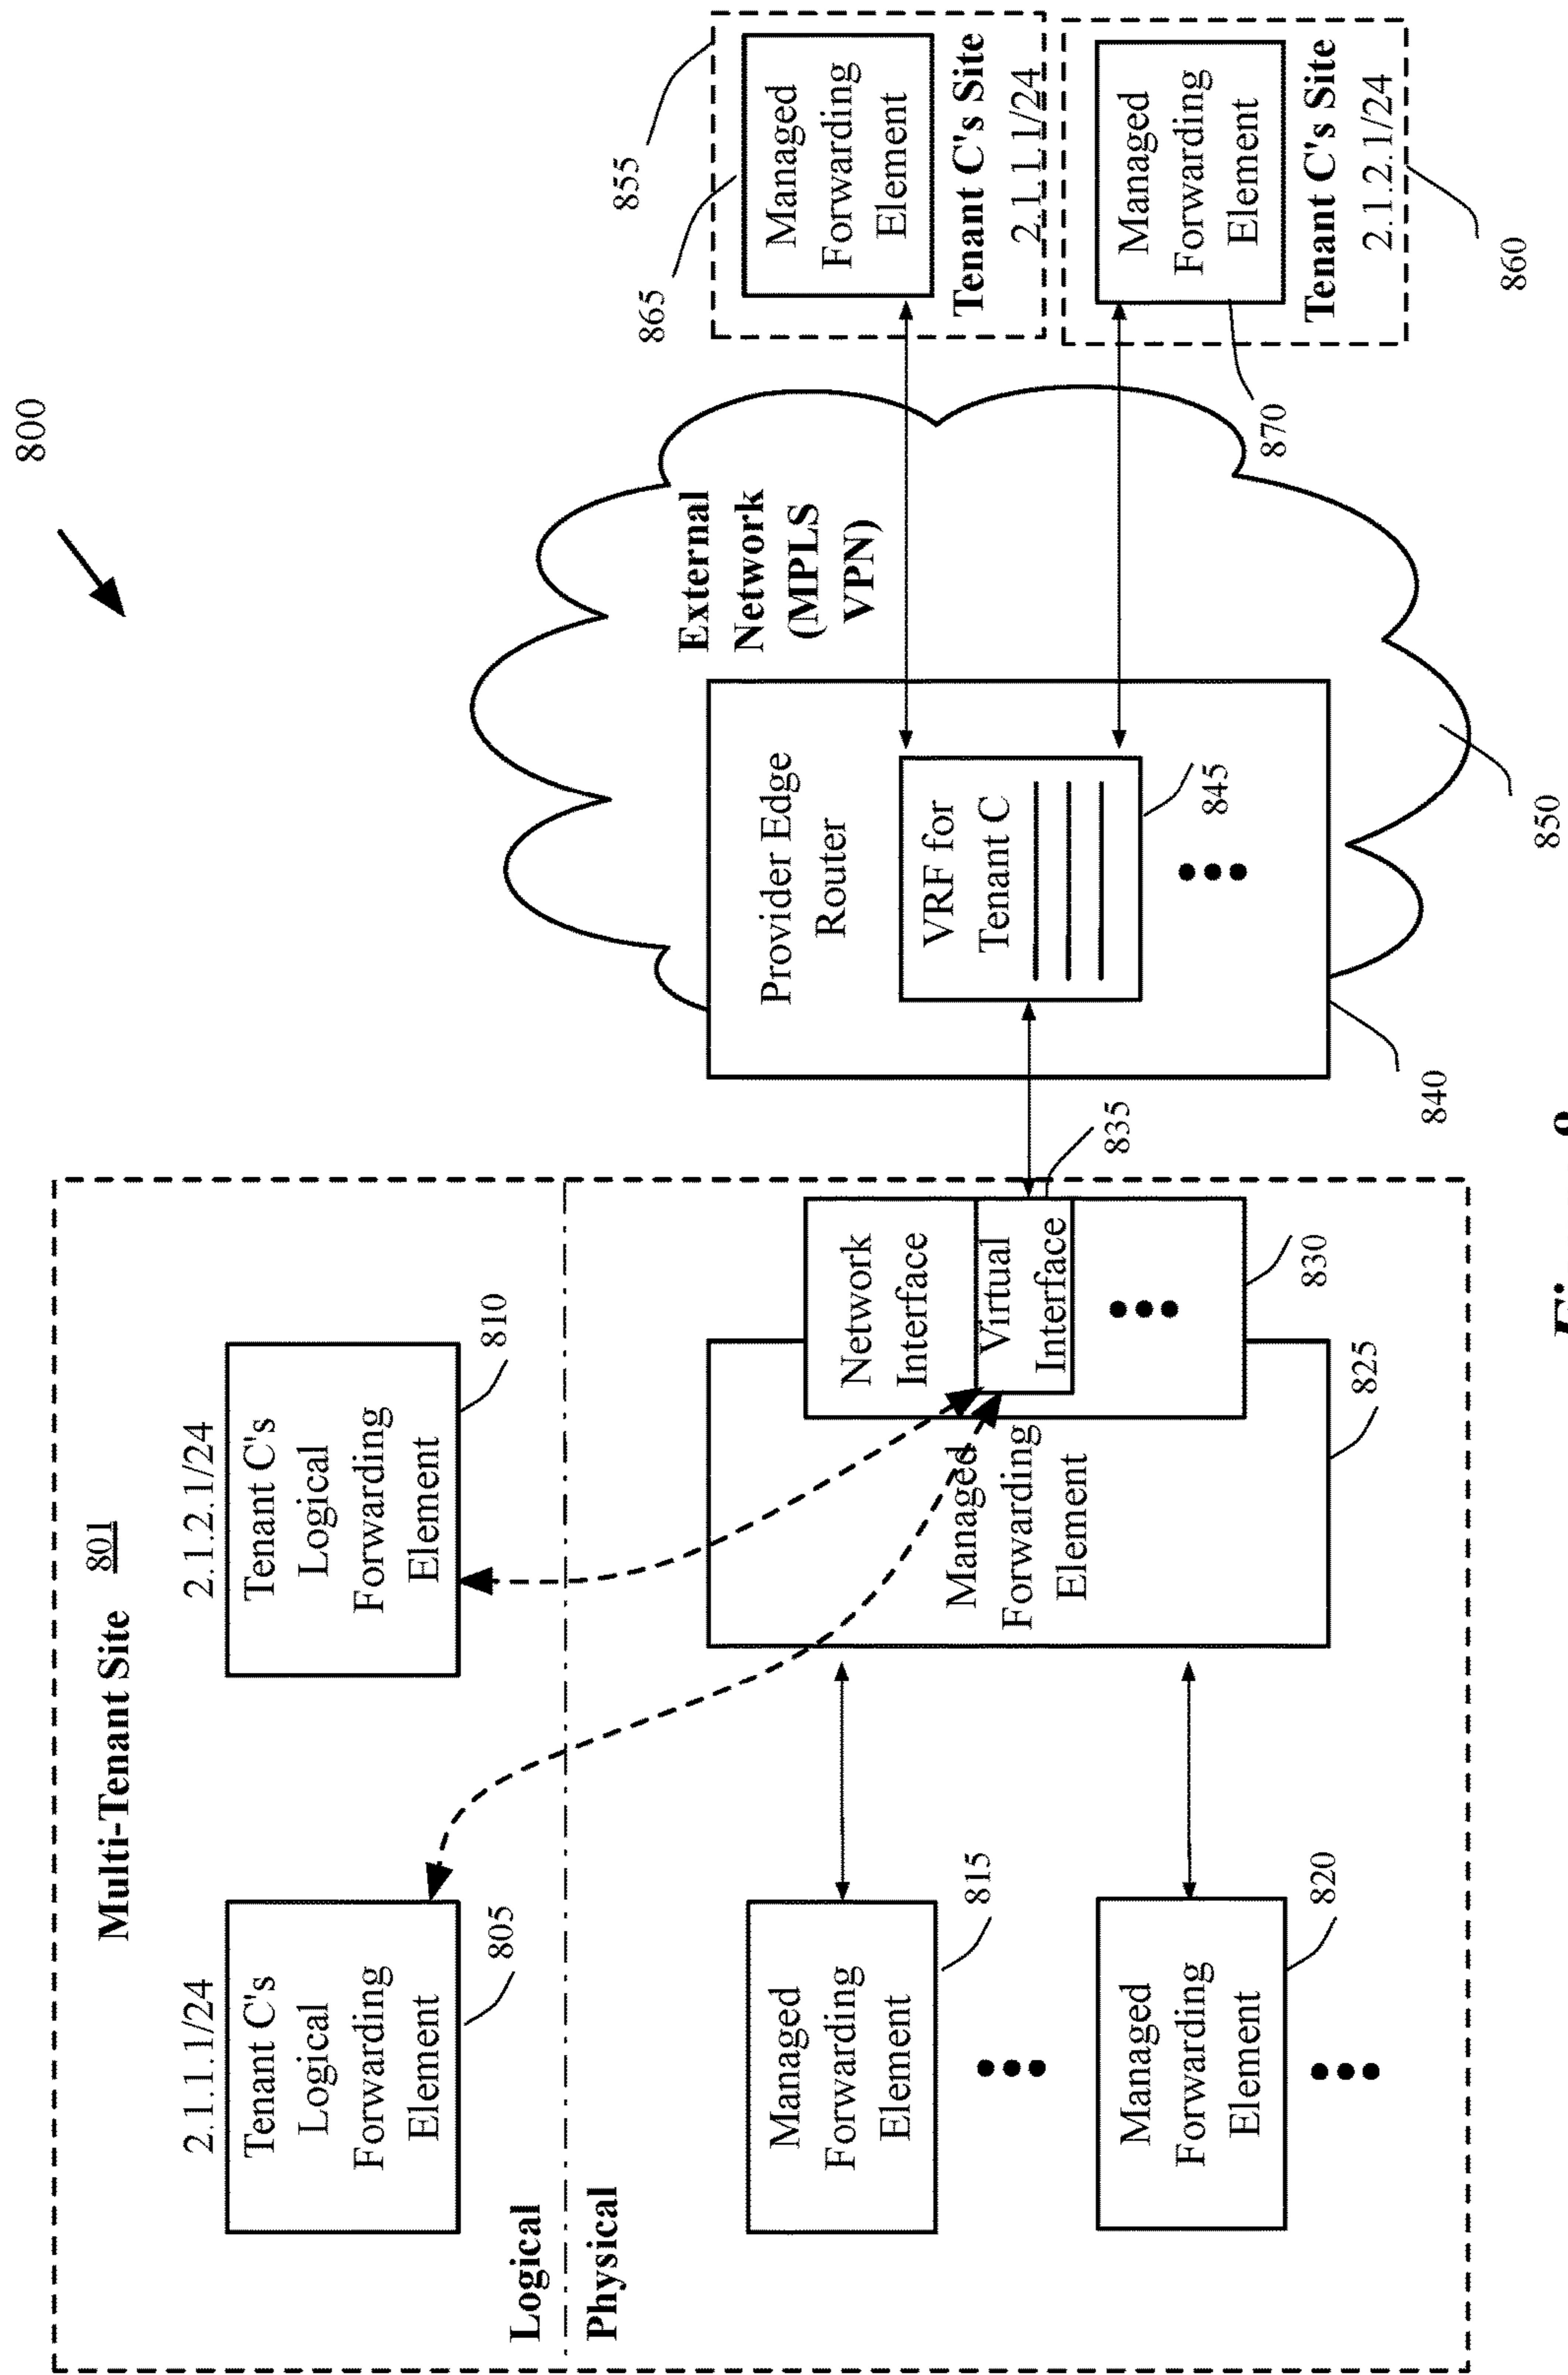 800
Multi-Tenant Site 801
2.1.1.1/24
Tenant C's
Logical
Forwarding
Element
805
2.1.2.1/24
Tenant C's
Logical
Forwarding
Element
810
Logical
Physical
Managed
Forwarding
Element
815
Managed
Forwarding
Element
820
Managed
Forwarding
Element
825
Network
Interface
Virtual
Interface
830
835
Provider Edge
Router
VRF for
Tenant C
845
840
External
Network
(MPLS
VPN)
850
855
865
Managed
Forwarding
Element
Tenant C's Site
2.1.1.1/24
Managed
Forwarding
Element
870
Tenant C's Site
2.1.2.1/24
860